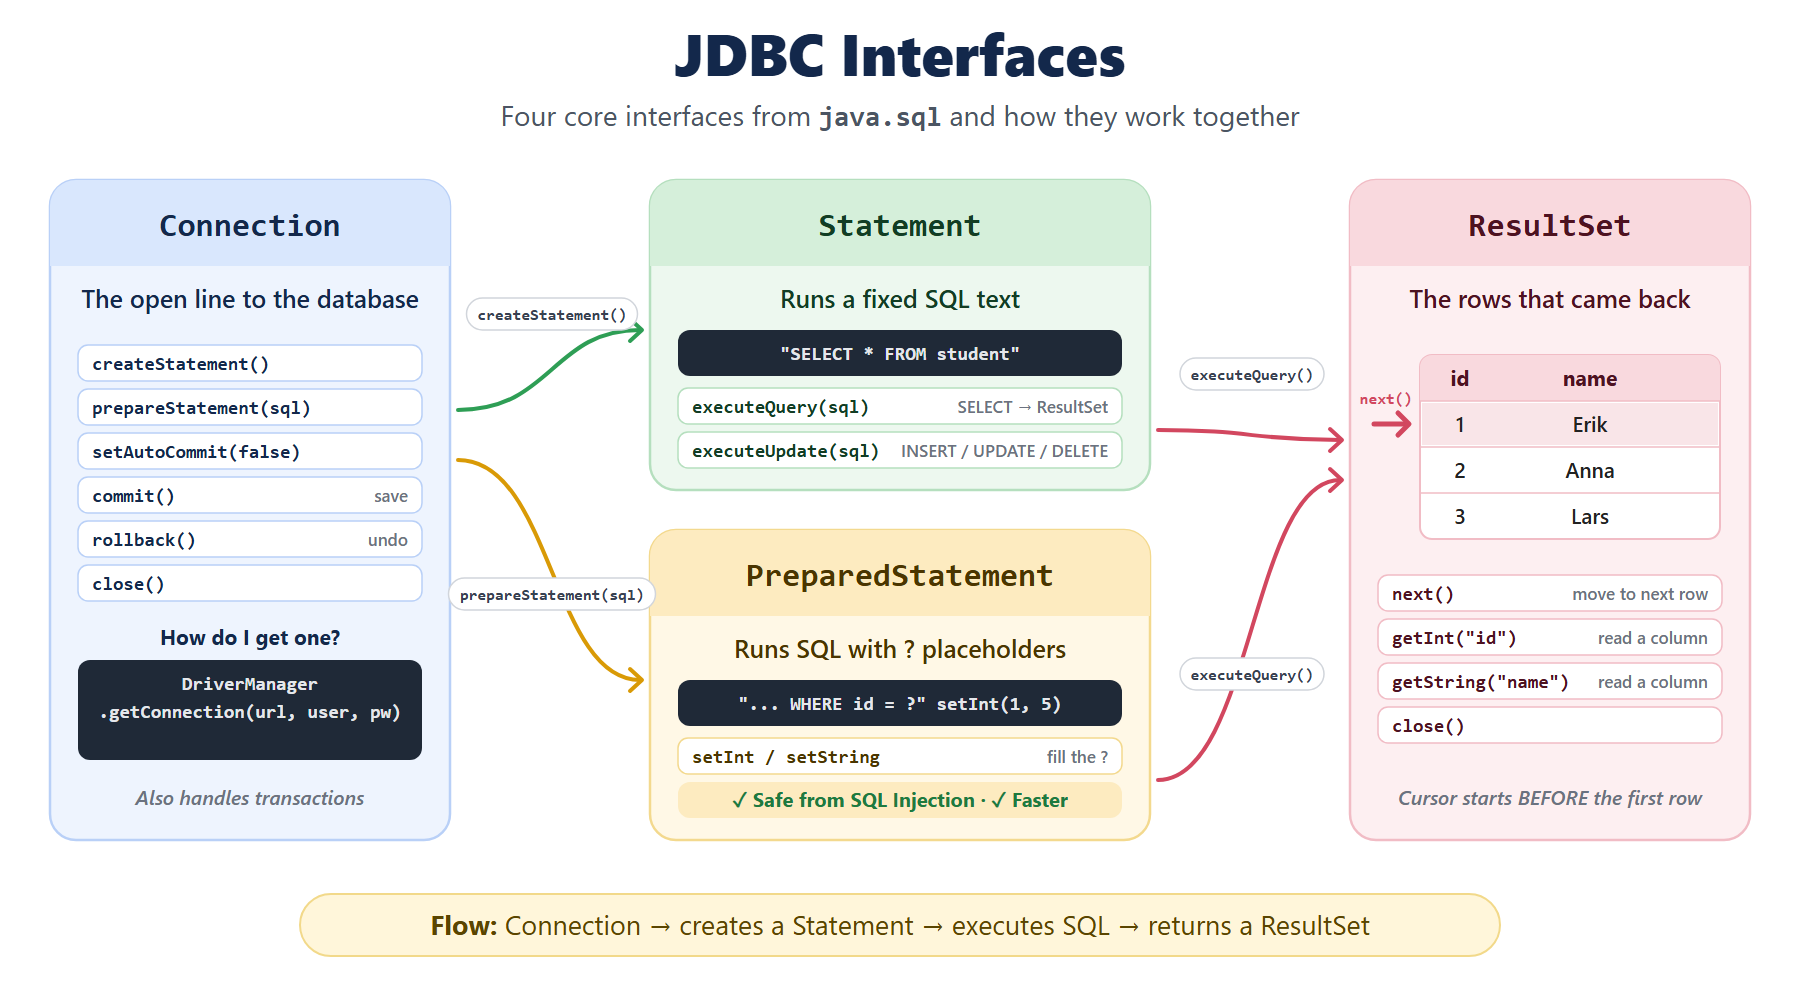 JDBC Interfaces
Four core interfaces from java.sql and how they work together
Connection
The open line to the database
createStatement()
prepareStatement(sql)
setAutoCommit(false)
commit() save
rollback() undo
close()
How do I get one?
DriverManager
.getConnection(url, user, pw)
Also handles transactions
createStatement()
prepareStatement(sql)
Statement
Runs a fixed SQL text
"SELECT * FROM student"
executeQuery(sql) SELECT → ResultSet
executeUpdate(sql) INSERT / UPDATE / DELETE
PreparedStatement
Runs SQL with ? placeholders
"... WHERE id = ?" setInt(1, 5)
setInt / setString fill the ?
✓ Safe from SQL Injection · ✓ Faster
executeQuery()
executeQuery()
ResultSet
The rows that came back
id name
next()
1 Erik
2 Anna
3 Lars
next() move to next row
getInt("id") read a column
getString("name") read a column
close()
Cursor starts BEFORE the first row
Flow: Connection → creates a Statement → executes SQL → returns a ResultSet